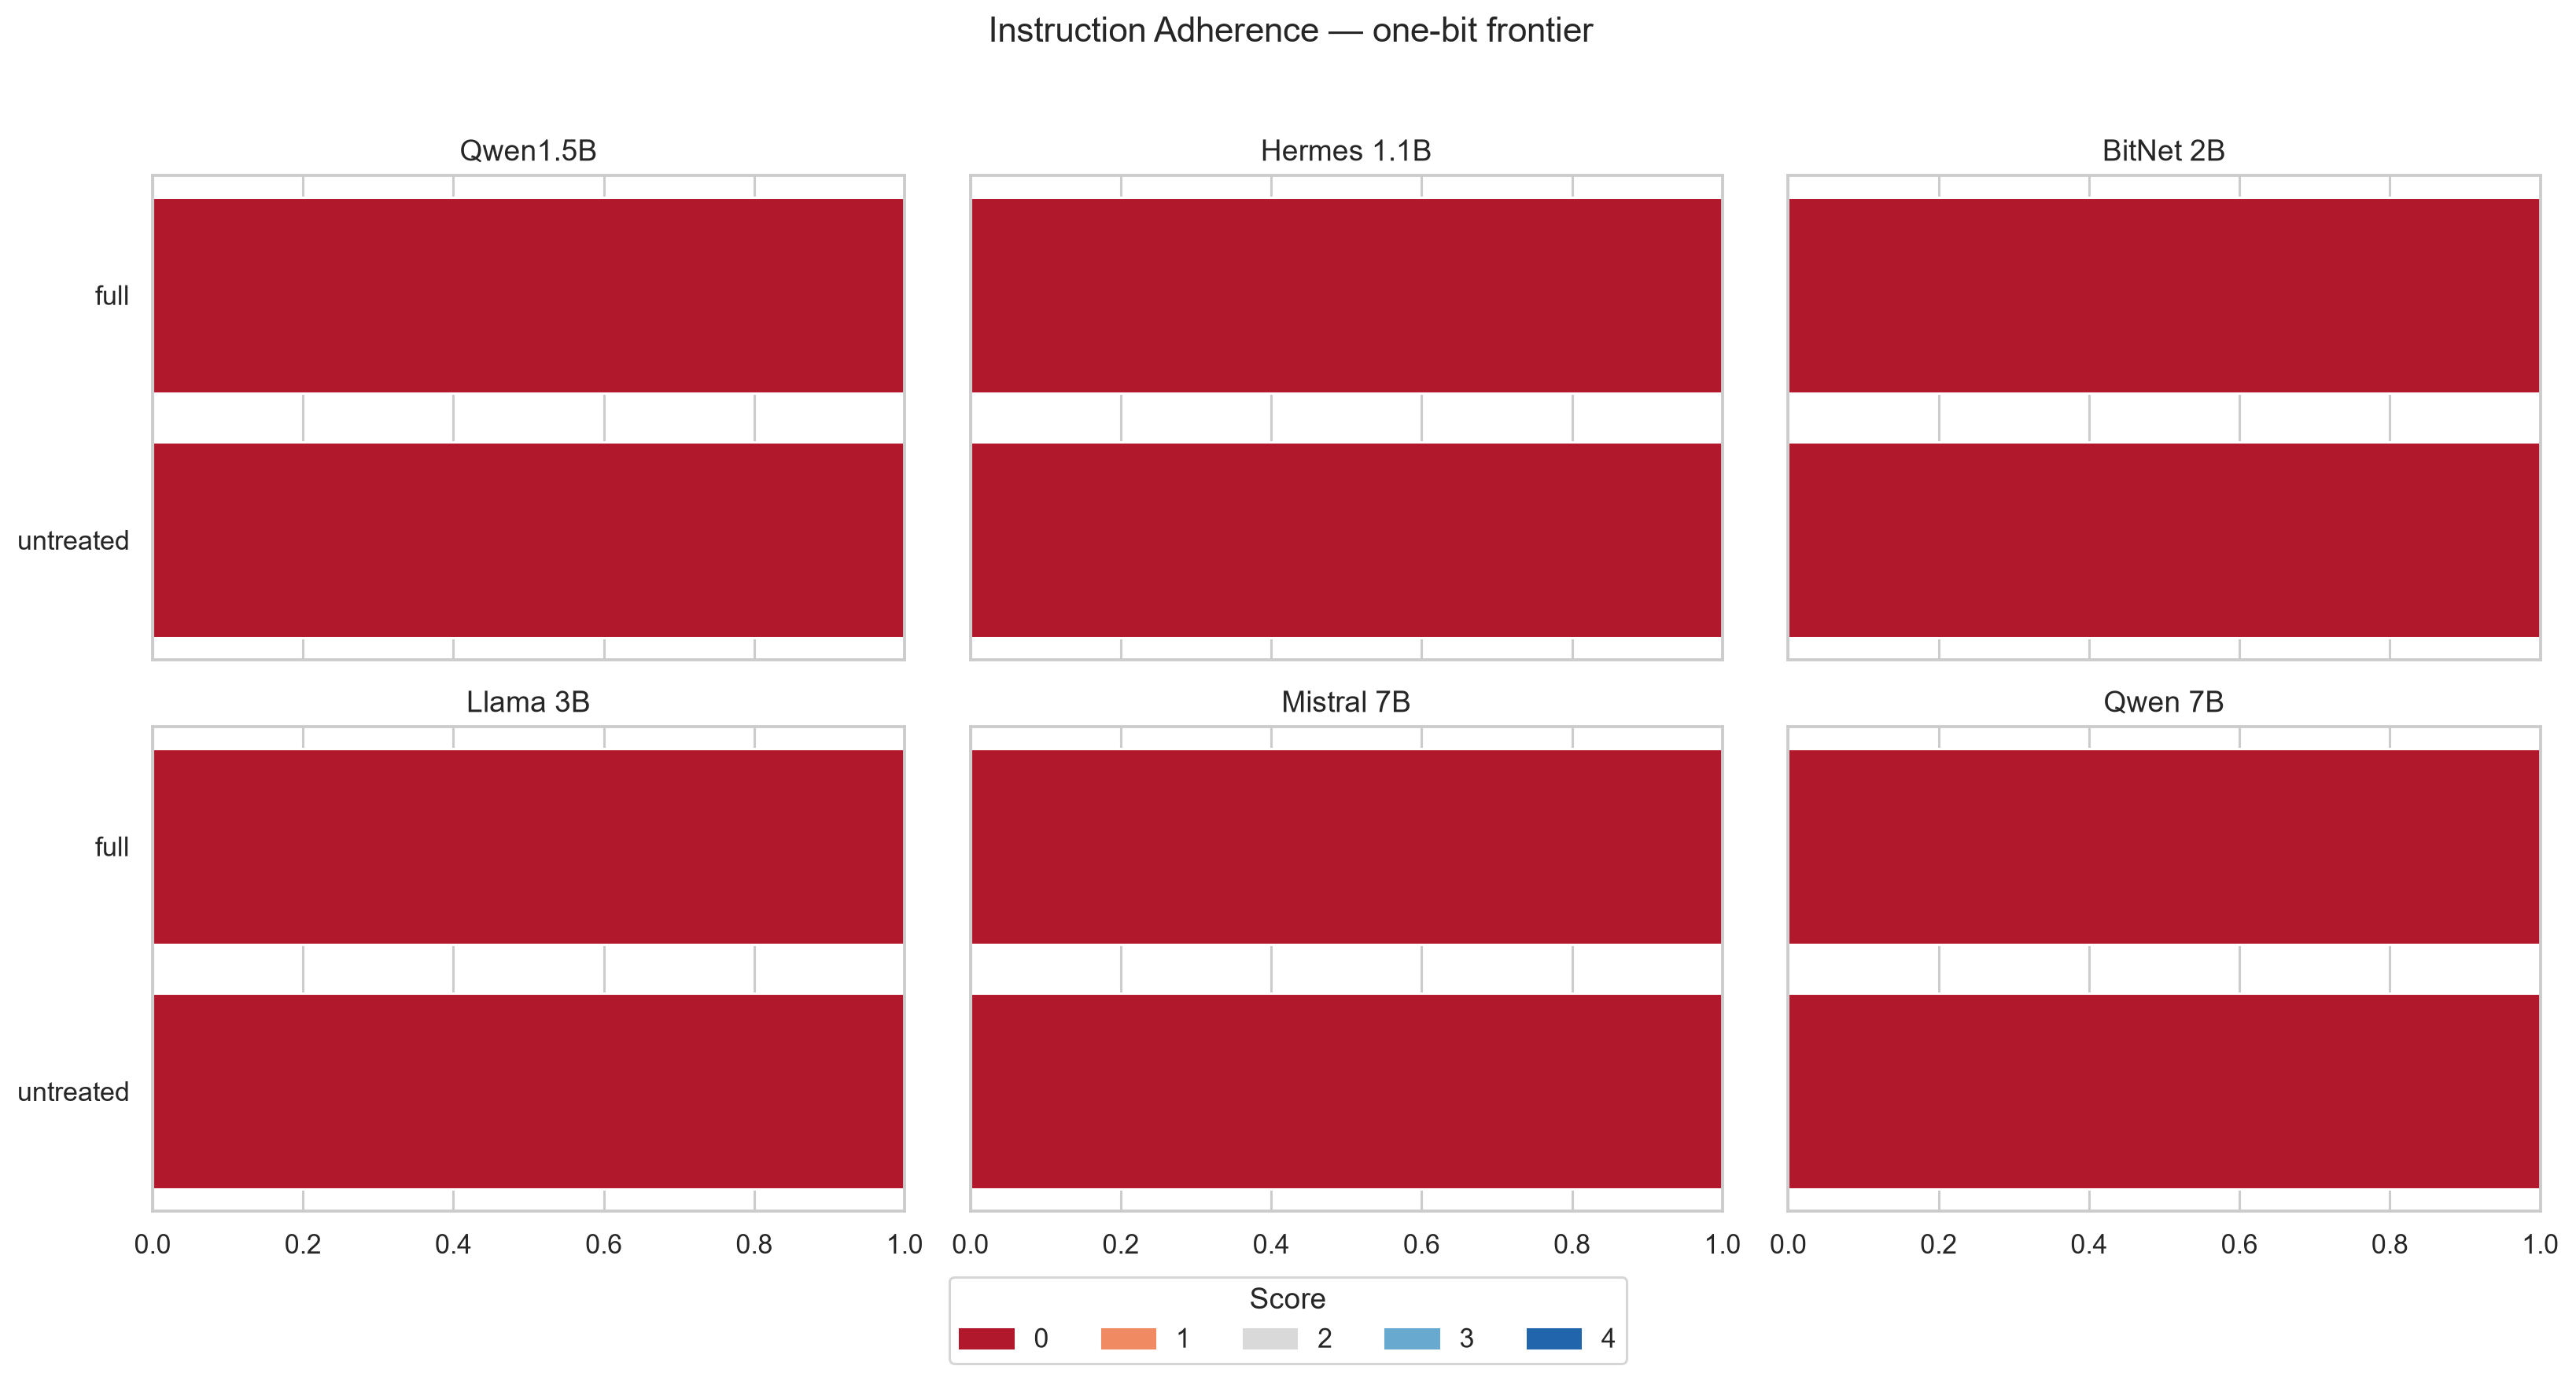 Instruction Adherence — one-bit frontier
Qwen1.5B
Hermes 1.1B
BitNet 2B
full
untreated
Llama 3B
Mistral 7B
Qwen 7B
full
untreated
0.0 0.2 0.4 0.6 0.8 1.0
0.0 0.2 0.4 0.6 0.8 1.0
0.0 0.2 0.4 0.6 0.8 1.0
Score
0 1 2 3 4